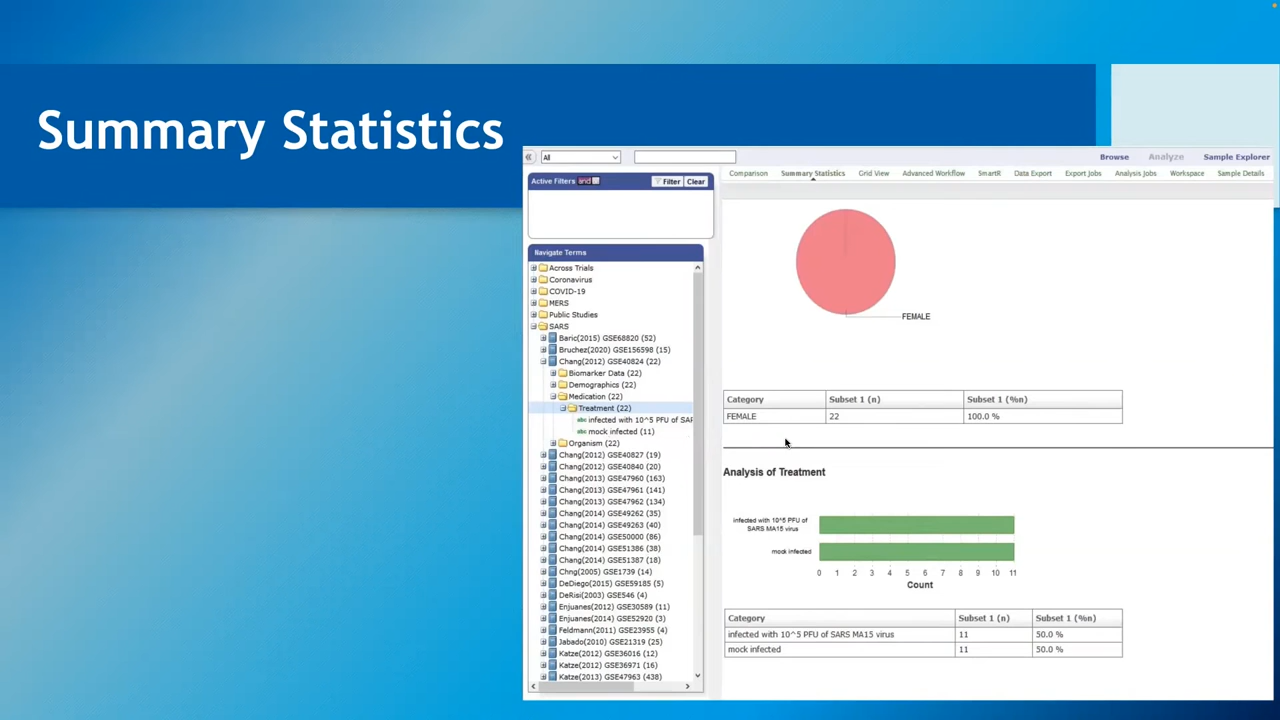 Summary Statistics
All
Browse Analyze Sample Explorer
Active Filters and Filter Clear
Comparison Summary Statistics Grid View Advanced Workflow SmartR Data Export Export Jobs Analysis Jobs Workspace Sample Details
Navigate Terms
Across Trials
Coronavirus
COVID-19
MERS
Public Studies
SARS
Baric(2015) GSE68820 (52)
Bruchez(2020) GSE156598 (15)
Chang(2012) GSE40824 (22)
Biomarker Data (22)
Demographics (22)
Medication (22)
Treatment (22)
infected with 10^5 PFU of SAR
mock infected (11)
Organism (22)
Chang(2012) GSE40827 (19)
Chang(2012) GSE40840 (20)
Chang(2013) GSE47960 (163)
Chang(2013) GSE47961 (141)
Chang(2013) GSE47962 (134)
Chang(2014) GSE49262 (35)
Chang(2014) GSE49263 (40)
Chang(2014) GSE50000 (86)
Chang(2014) GSE51386 (38)
Chang(2014) GSE51387 (18)
Chng(2005) GSE1739 (14)
DeDiego(2015) GSE59185 (5)
DeRisi(2003) GSE546 (4)
Enjuanes(2012) GSE30589 (11)
Enjuanes(2014) GSE52920 (3)
Feldmann(2011) GSE23955 (4)
Jabado(2010) GSE21319 (25)
Katze(2012) GSE36016 (12)
Katze(2012) GSE36971 (16)
Katze(2013) GSE47963 (438)
FEMALE
Category Subset 1 (n) Subset 1 (%n)
FEMALE 22 100.0 %
Analysis of Treatment
infected with 10^5 PFU of
SARS MA15 virus
mock infected
0 1 2 3 4 5 6 7 8 9 10 11
Count
Category Subset 1 (n) Subset 1 (%n)
infected with 10^5 PFU of SARS MA15 virus 11 50.0 %
mock infected 11 50.0 %